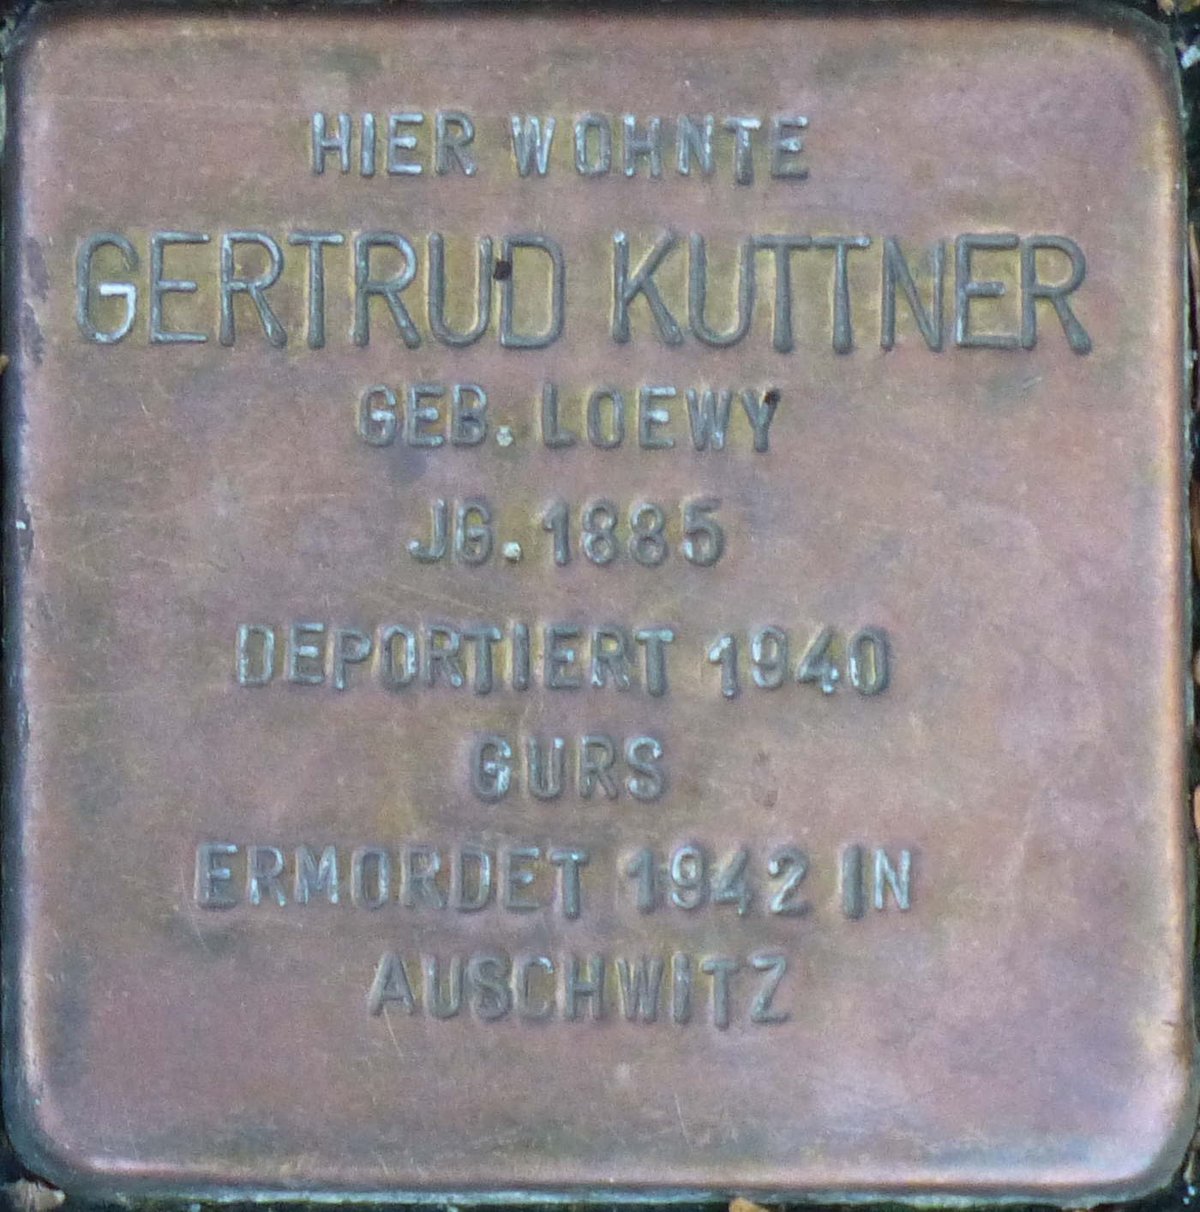 HIER WOHNTE
GERTRUD KUTTNER
GEB. LOEWY
JG. 1885
DEPORTIERT 1940
GURS
ERMORDET 1942 IN
AUSCHWITZ